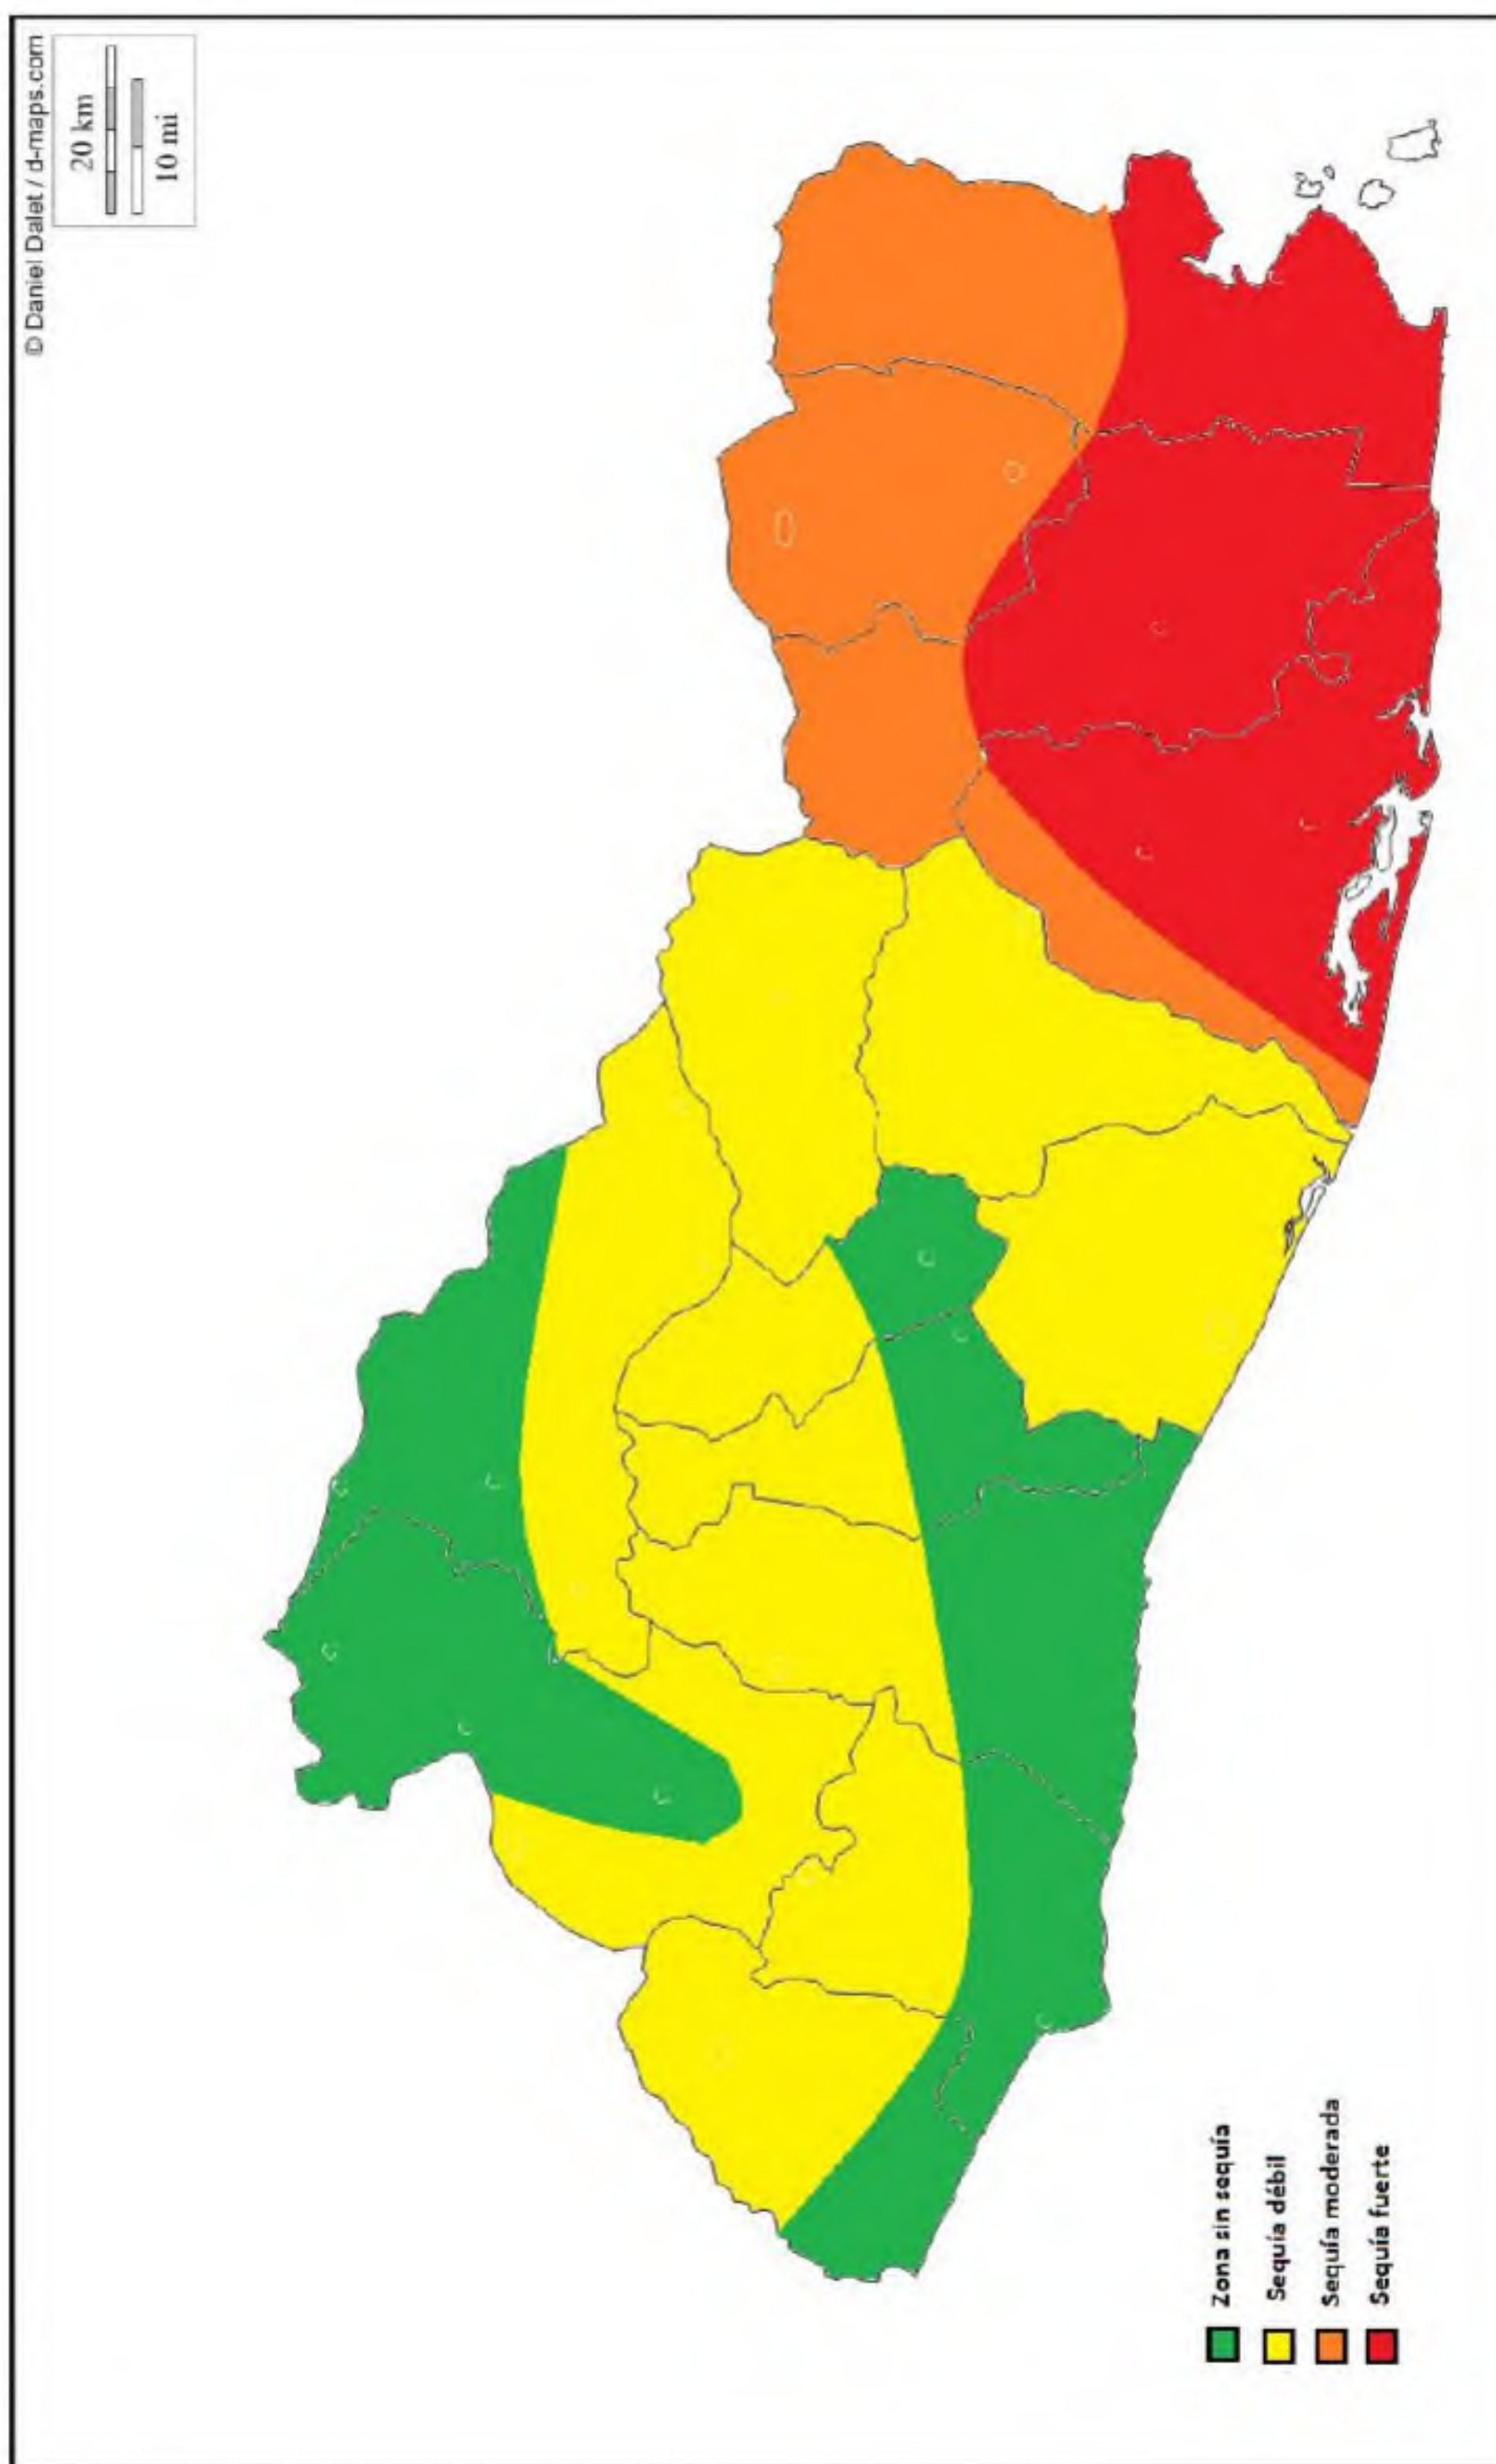 © Daniel Dalet / d-maps.com
20 km
10 mi
Zona sin sequía
Sequía débil
Sequía moderada
Sequía fuerte